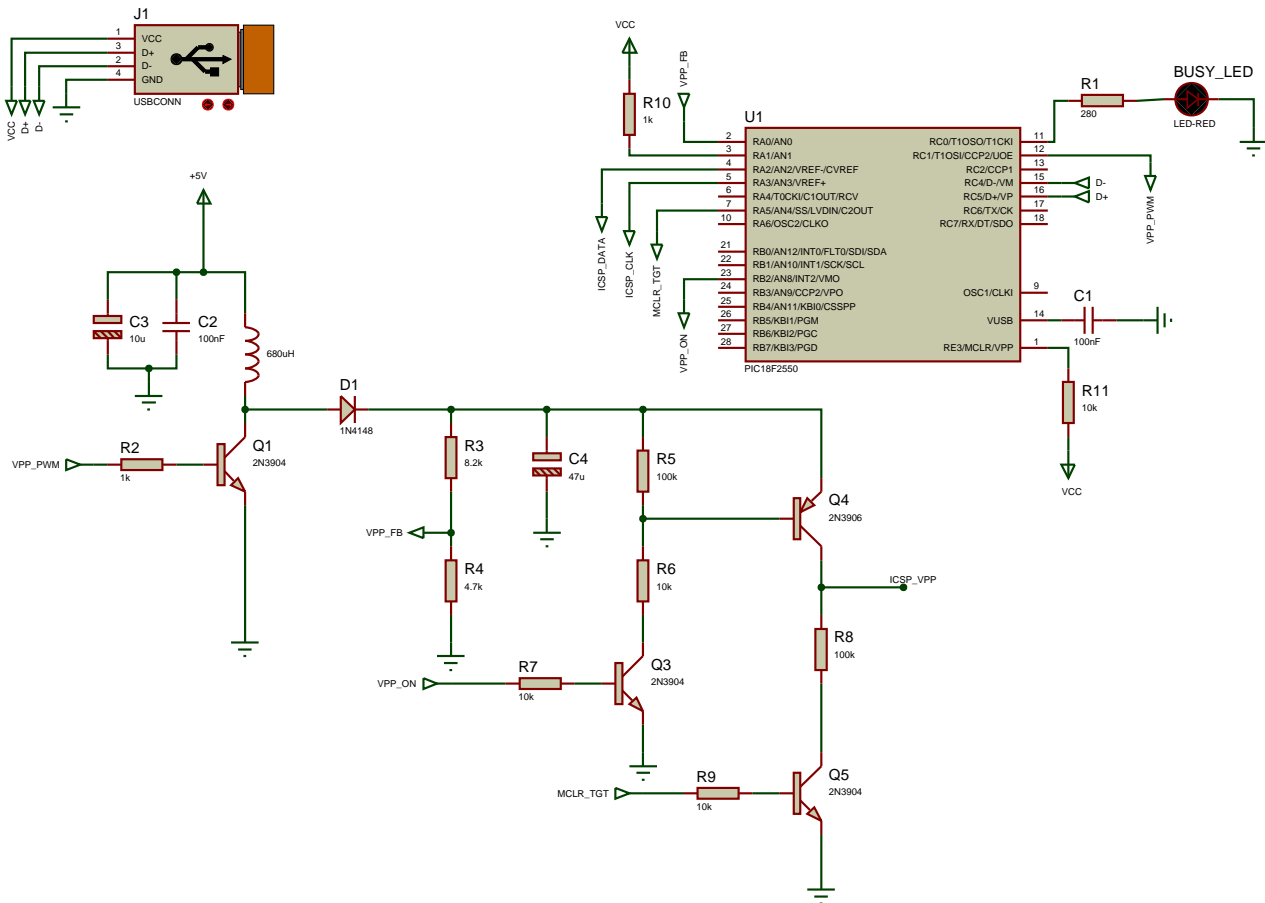 J1
1 VCC
3 D+
2 D-
4 GND
USBCONN
VCC
D+
D-
VCC
R10
1k
VPP_FB
U1
2 RA0/AN0
3 RA1/AN1
4 RA2/AN2/VREF-/CVREF
5 RA3/AN3/VREF+
6 RA4/T0CKI/C1OUT/RCV
7 RA5/AN4/SS/LVDIN/C2OUT
10 RA6/OSC2/CLKO
21 RB0/AN12/INT0/FLT0/SDI/SDA
22 RB1/AN10/INT1/SCK/SCL
23 RB2/AN8/INT2/VMO
24 RB3/AN9/CCP2/VPO
25 RB4/AN11/KBI0/CSSPP
26 RB5/KBI1/PGM
27 RB6/KBI2/PGC
28 RB7/KBI3/PGD
RC0/T1OSO/T1CKI 11
RC1/T1OSI/CCP2/UOE 12
RC2/CCP1 13
RC4/D-/VM 15
RC5/D+/VP 16
RC6/TX/CK 17
RC7/RX/DT/SDO 18
OSC1/CLKI 9
VUSB 14
RE3/MCLR/VPP 1
PIC18F2550
ICSP_DATA
ICSP_CLK
MCLR_TGT
VPP_ON
R1
280
BUSY_LED
LED-RED
D-
D+
VPP_PWM
C1
100nF
R11
10k
VCC
+5V
C3
10u
C2
100nF
680uH
D1
1N4148
VPP_PWM
R2
1k
Q1
2N3904
R3
8.2k
C4
47u
R5
100k
Q4
2N3906
VPP_FB
R4
4.7k
R6
10k
ICSP_VPP
R8
100k
VPP_ON
R7
10k
Q3
2N3904
MCLR_TGT
R9
10k
Q5
2N3904